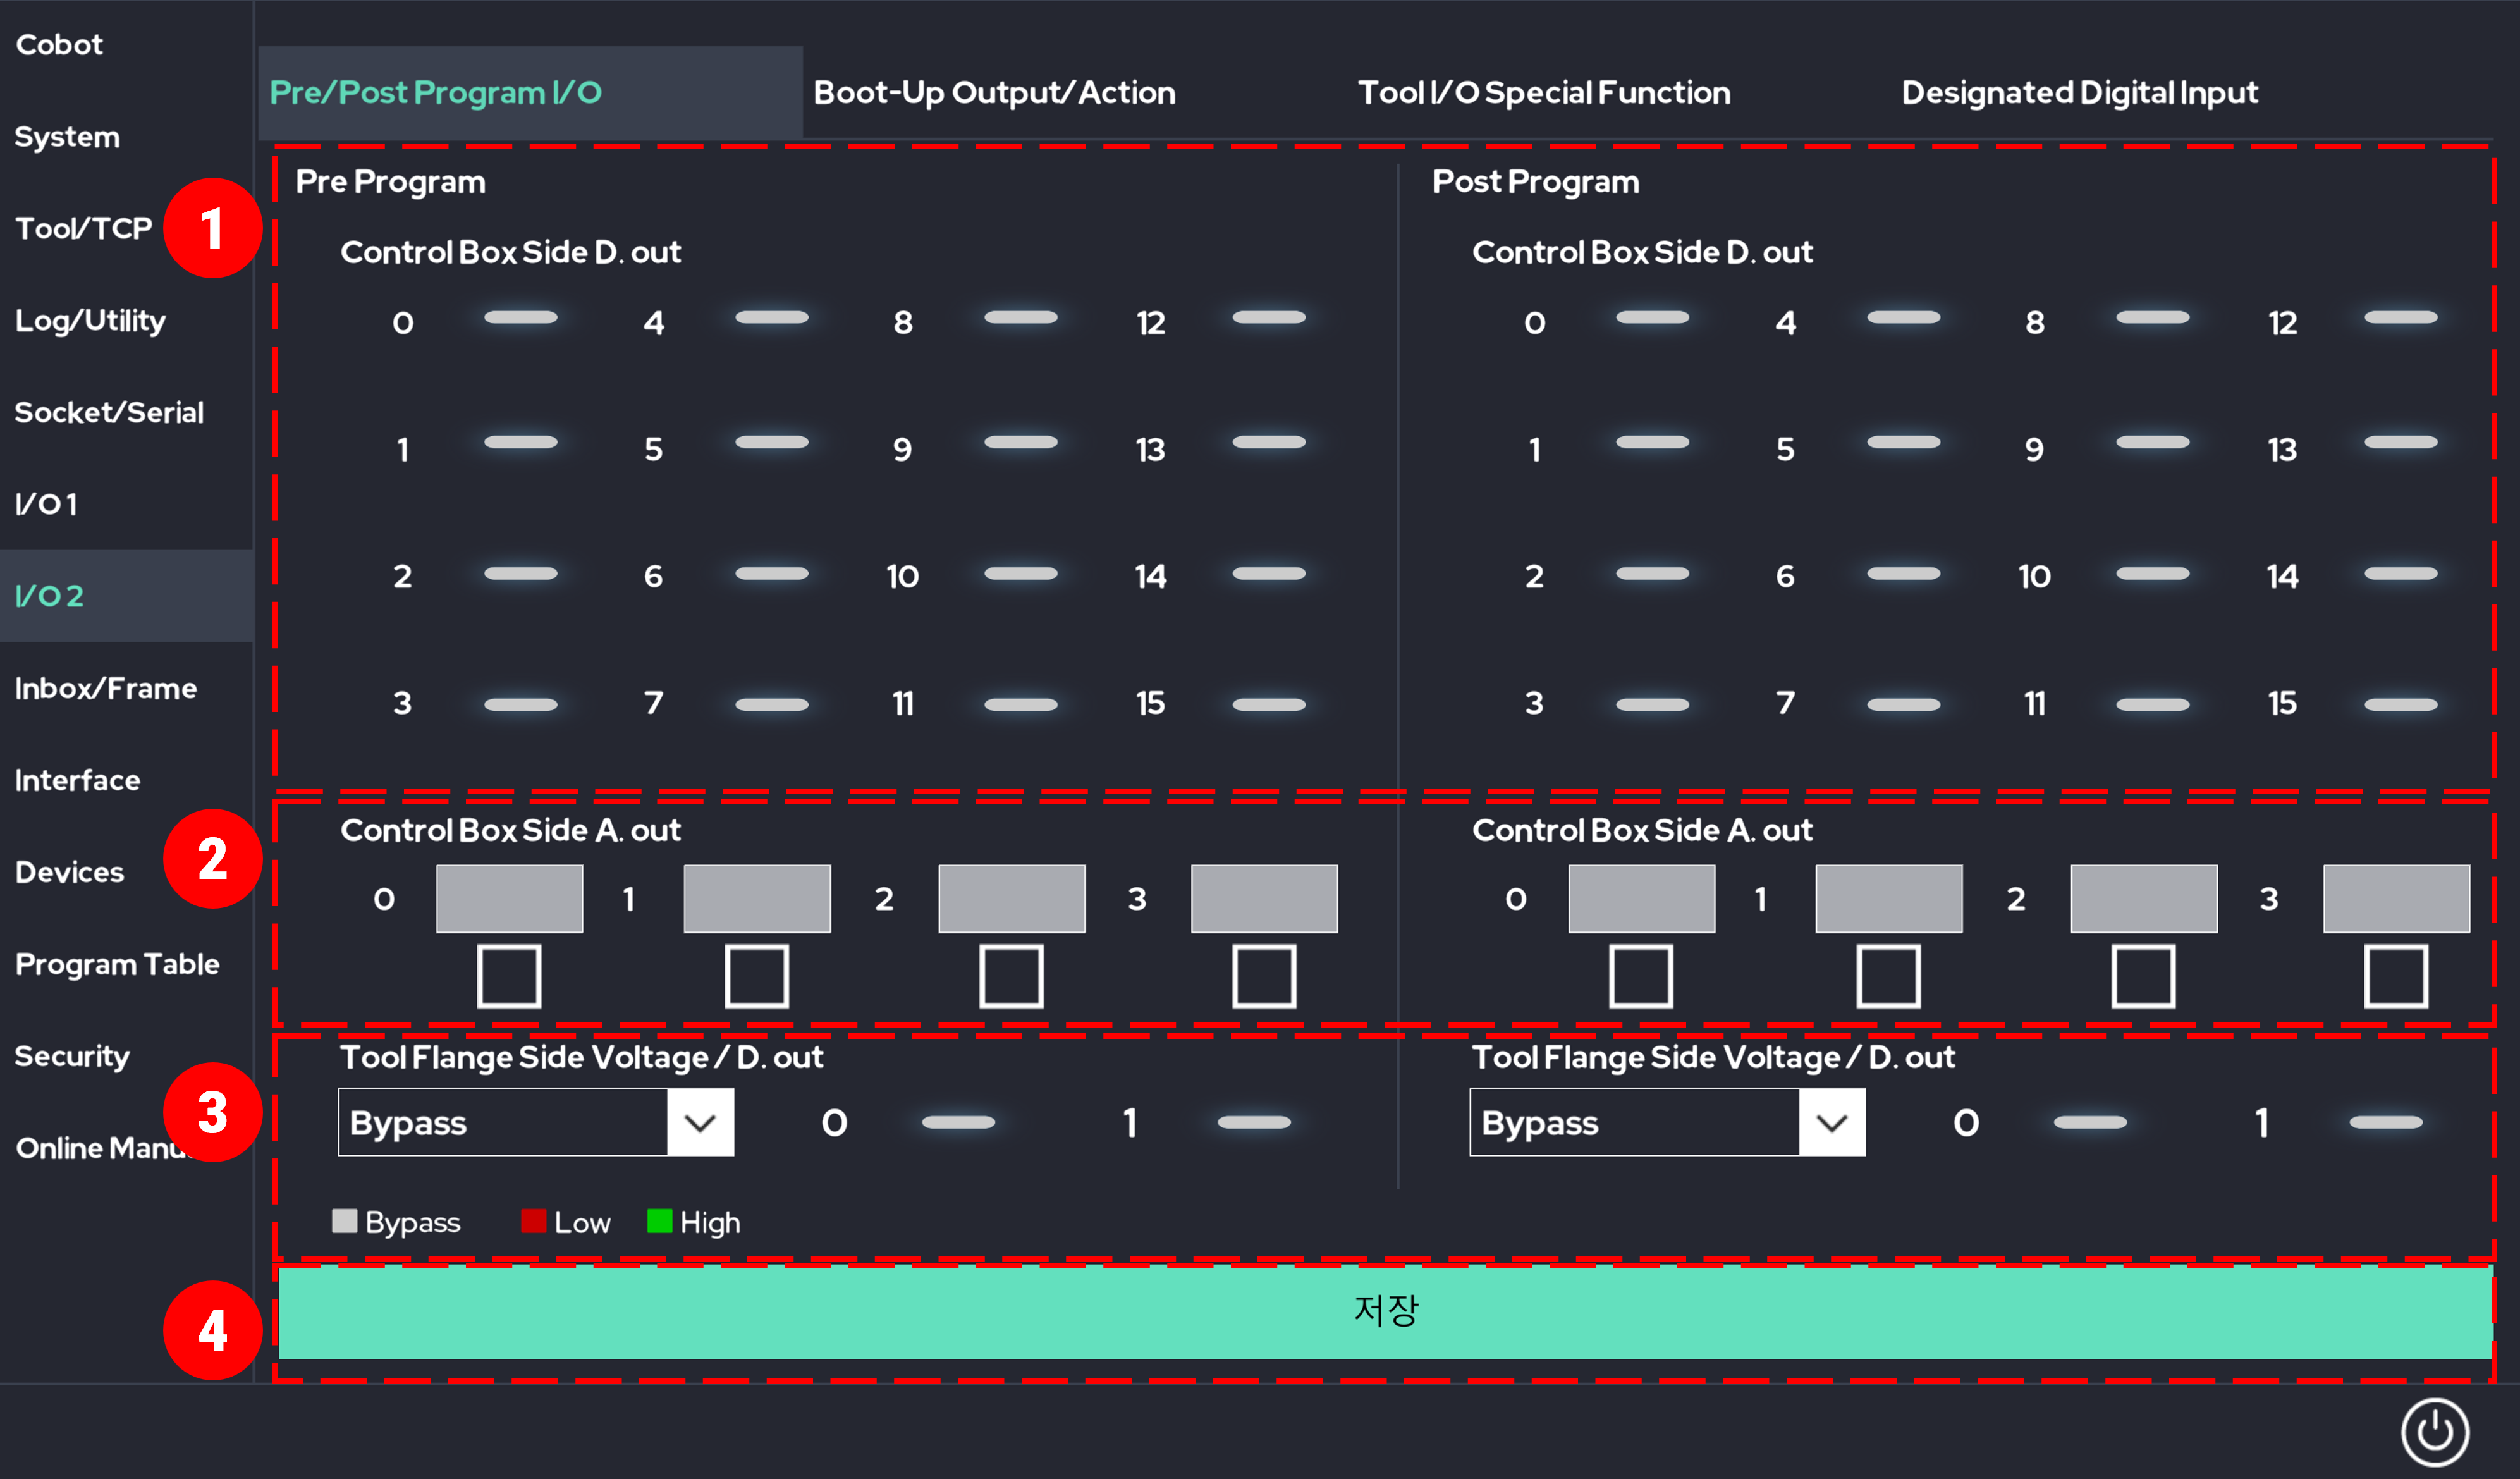 Cobot
System
Tool/TCP
Log/Utility
Socket/Serial
I/O 1
I/O 2
Inbox/Frame
Interface
Devices
Program Table
Security
Online Manu
1
2
3
4
Pre/Post Program I/O
Boot-Up Output/Action
Tool I/O Special Function
Designated Digital Input
Pre Program
Control Box Side D. out
0 4 8 12
1 5 9 13
2 6 10 14
3 7 11 15
Control Box Side A. out
0 1 2 3
Tool Flange Side Voltage / D. out
Bypass 0 1
Post Program
Control Box Side D. out
0 4 8 12
1 5 9 13
2 6 10 14
3 7 11 15
Control Box Side A. out
0 1 2 3
Tool Flange Side Voltage / D. out
Bypass 0 1
Bypass Low High
저장